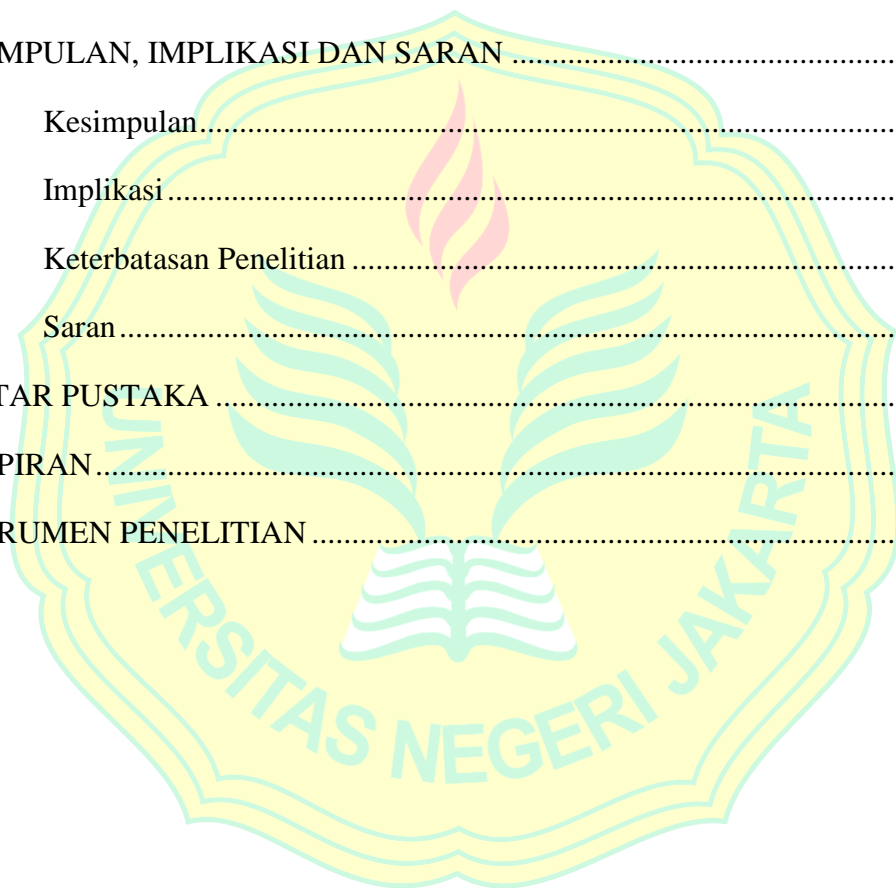 MPULAN, IMPLIKASI DAN SARAN ................................................
Kesimpulan................................................................................
Implikasi....................................................................................
Keterbatasan Penelitian ............................................................
Saran.........................................................................................
TAR PUSTAKA ..........................................................................
PIRAN.......................................................................................
RUMEN PENELITIAN ...............................................................
UNIVERSITAS NEGERI JAKARTA